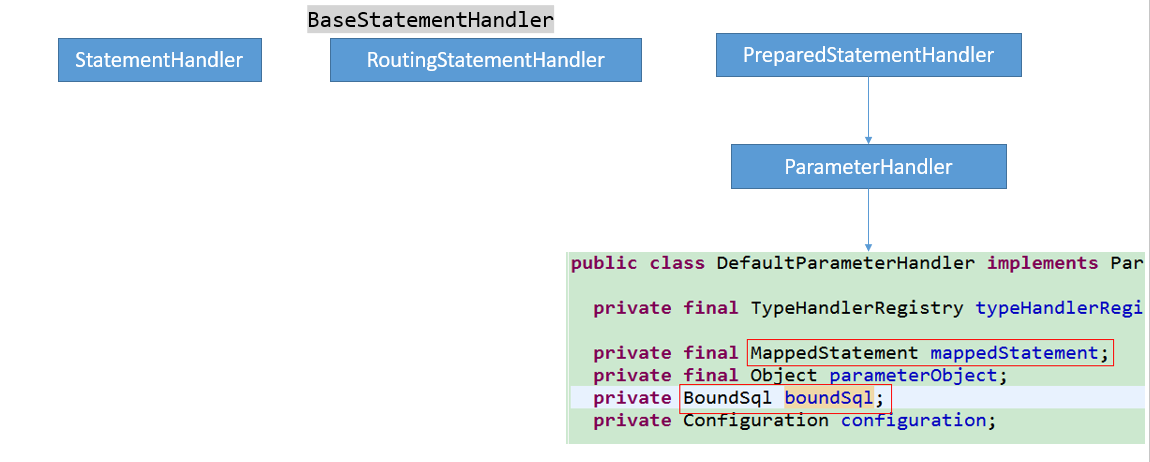 BaseStatementHandler
StatementHandler
RoutingStatementHandler
PreparedStatementHandler
ParameterHandler
public class DefaultParameterHandler implements Par
private final TypeHandlerRegistry typeHandlerRegi
private final MappedStatement mappedStatement;
private final Object parameterObject;
private BoundSql boundSql;
private Configuration configuration;